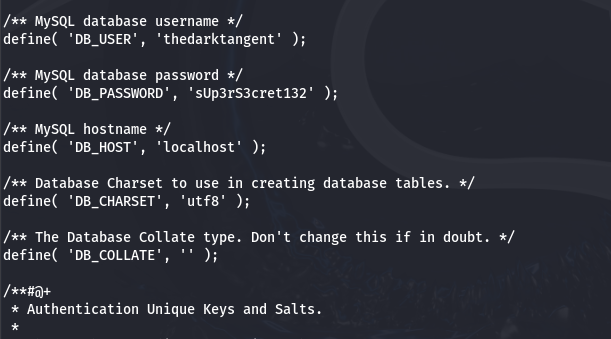 /** MySQL database username */
define( 'DB_USER', 'thedarktangent' );
/** MySQL database password */
define( 'DB_PASSWORD', 'sUp3rS3cret132' );
/** MySQL hostname */
define( 'DB_HOST', 'localhost' );
/** Database Charset to use in creating database tables. */
define( 'DB_CHARSET', 'utf8' );
/** The Database Collate type. Don't change this if in doubt. */
define( 'DB_COLLATE', '' );
/**#@+
 * Authentication Unique Keys and Salts.
 *